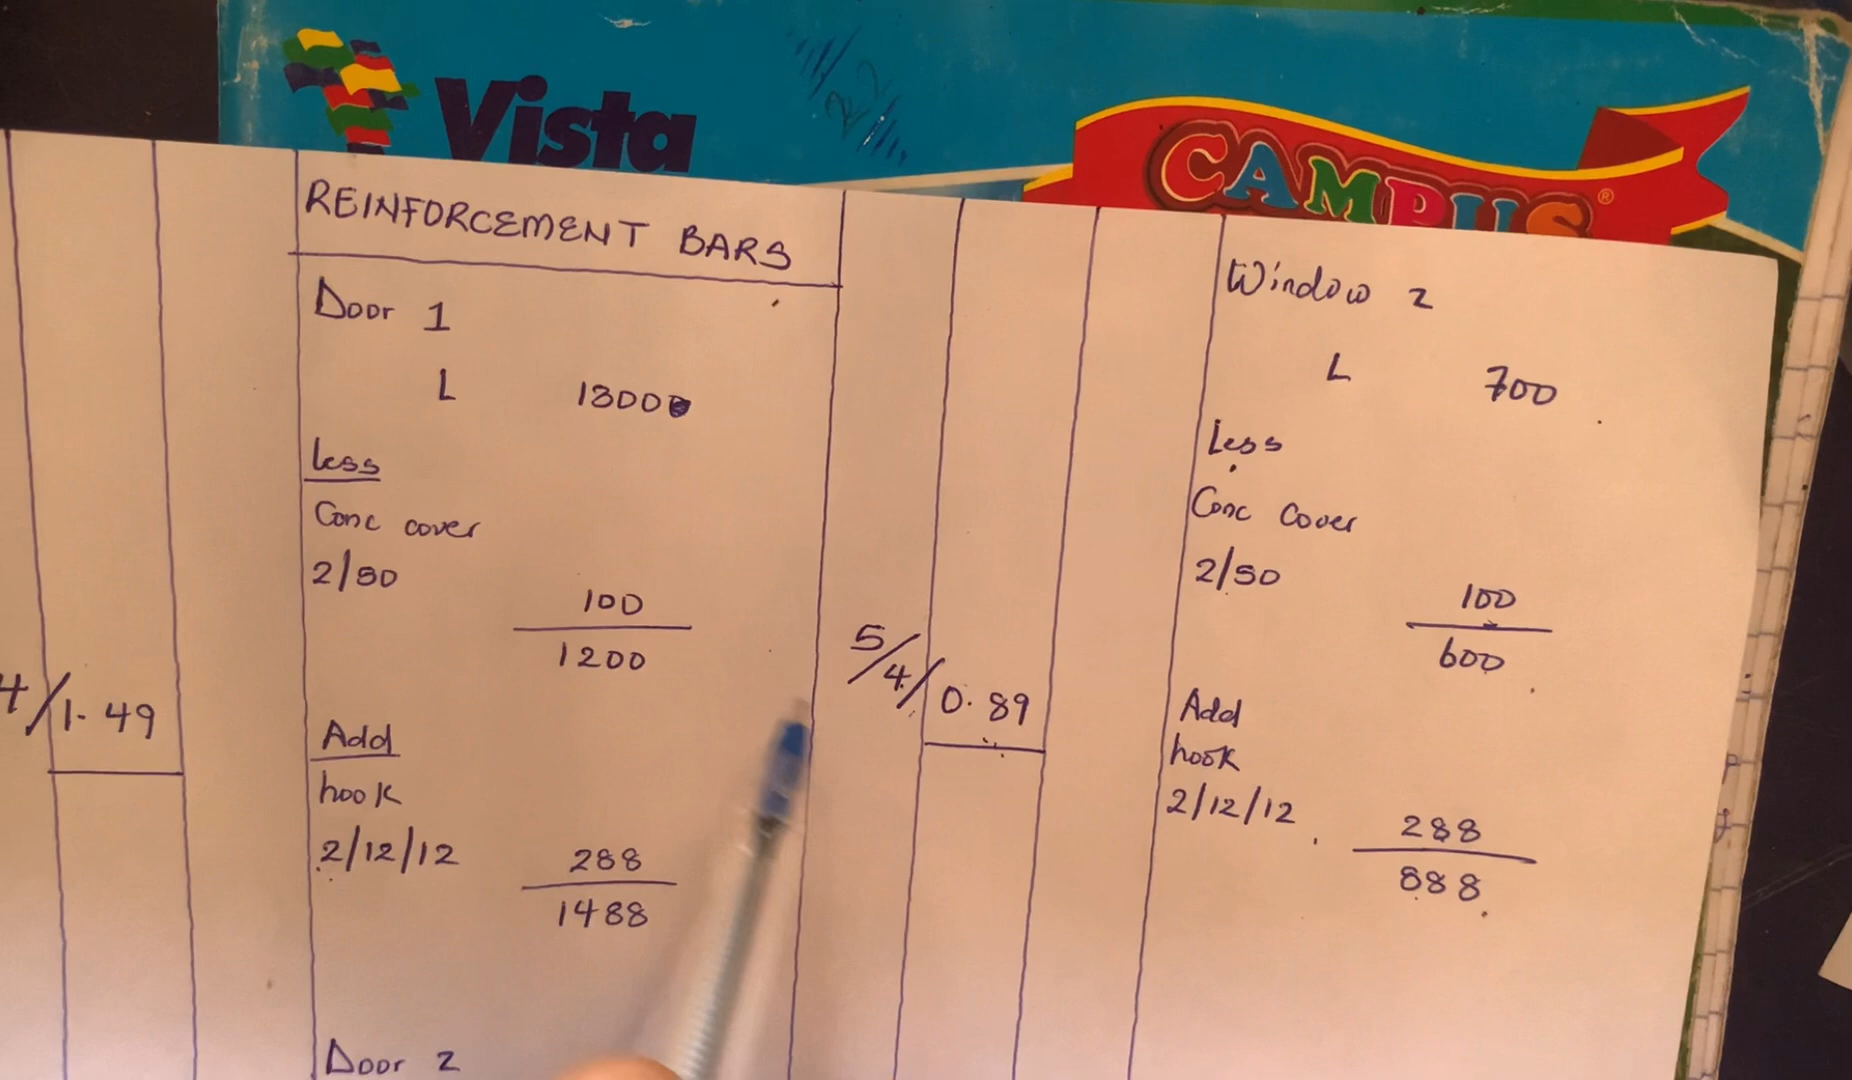 Vista
CAMPUS®
REINFORCEMENT BARS
Door 1
L 1300
Less
Conc cover
2/50
100
1200
4/1.49
Add
hook
2/12/12
288
1488
Door 2
Window 2
L 700
Less
Conc Cover
2/50
100
600
5/4/0.89
Add
hook
2/12/12
288
888